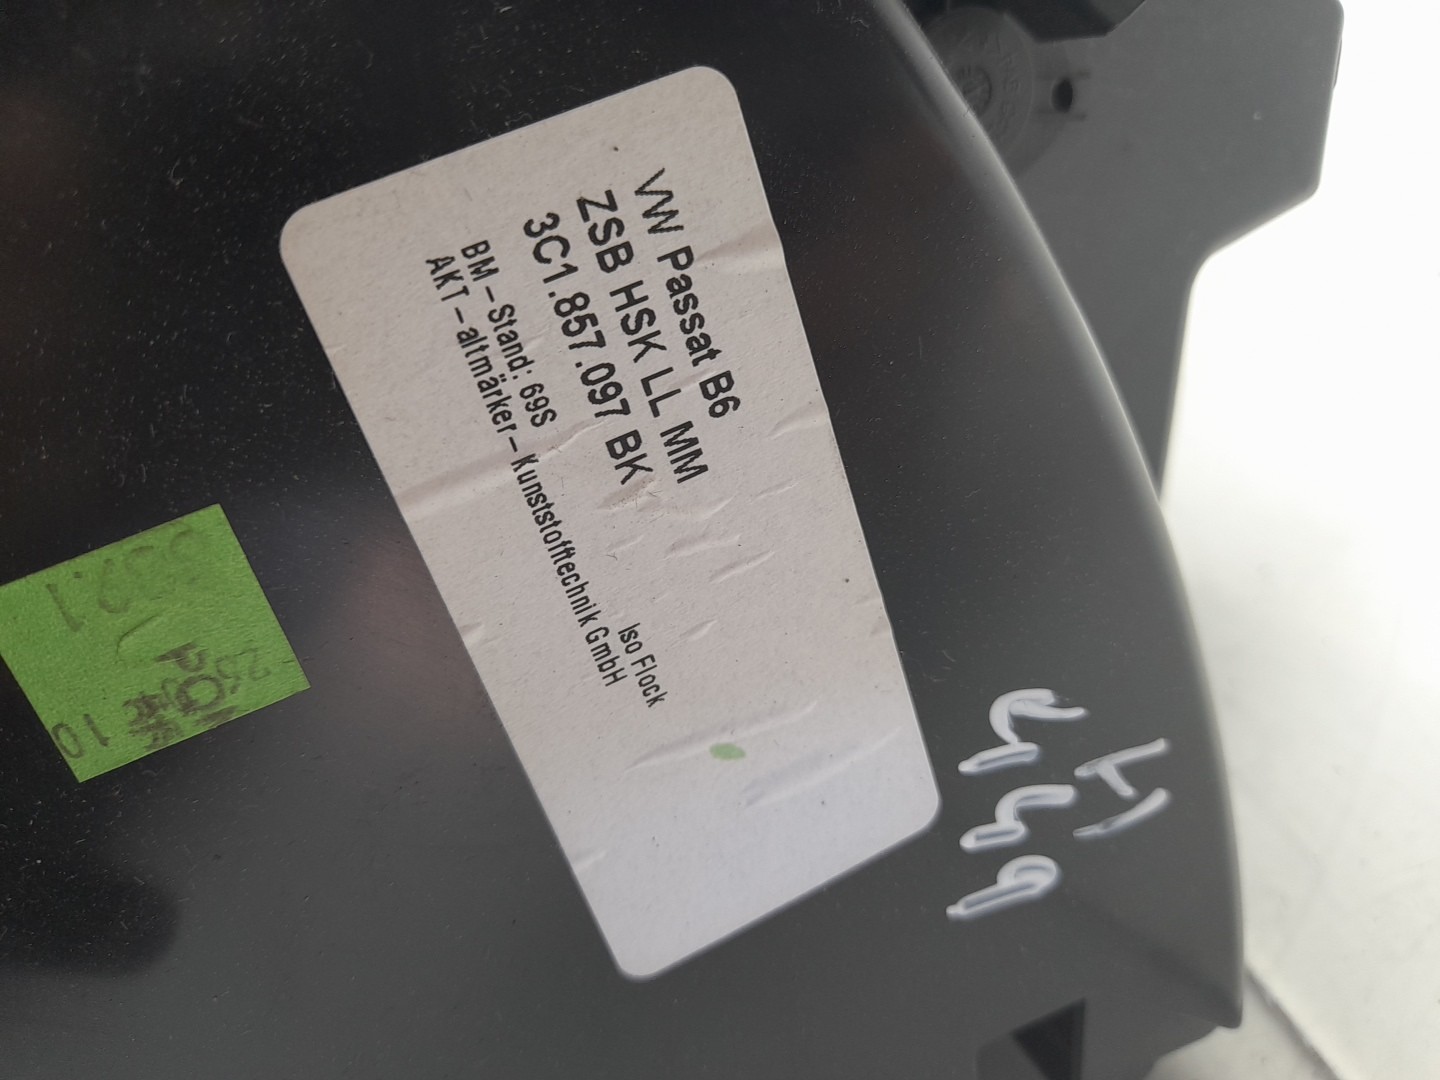 VW Passat B6
ZSB HSK LL MM
3C1.857.097 BK
BM - Stand: 69S
AKT - altmärker - Kunststofftechnik GmbH
Iso Flock
10